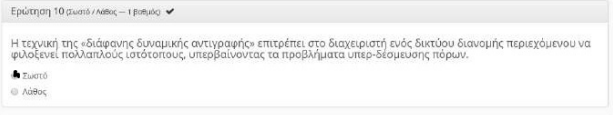 Ερώτηση 10 (Σωστό / Λάθος — 1 βαθμός) ✔
Η τεχνική της «διάφανης δυναμικής αντιγραφής» επιτρέπει στο διαχειριστή ενός δικτύου διανομής περιεχόμενου να
φιλοξενεί πολλαπλούς ιστότοπους, υπερβαίνοντας τα προβλήματα υπερ-δέσμευσης πόρων.
Σωστό
Λάθος